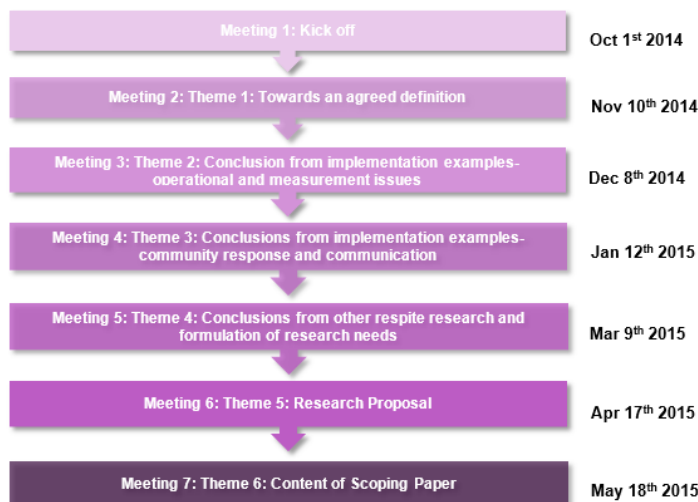 Meeting 1: Kick off
Oct 1st 2014
Meeting 2: Theme 1: Towards an agreed definition
Nov 10th 2014
Meeting 3: Theme 2: Conclusion from implementation examples-
operational and measurement issues
Dec 8th 2014
Meeting 4: Theme 3: Conclusions from implementation examples-
community response and communication
Jan 12th 2015
Meeting 5: Theme 4: Conclusions from other respite research and
formulation of research needs
Mar 9th 2015
Meeting 6: Theme 5: Research Proposal
Apr 17th 2015
Meeting 7: Theme 6: Content of Scoping Paper
May 18th 2015